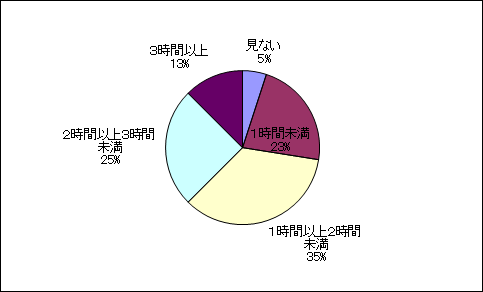 見ない
5%
1時間未満
23%
1時間以上2時間
未満
35%
2時間以上3時間
未満
25%
3時間以上
13%